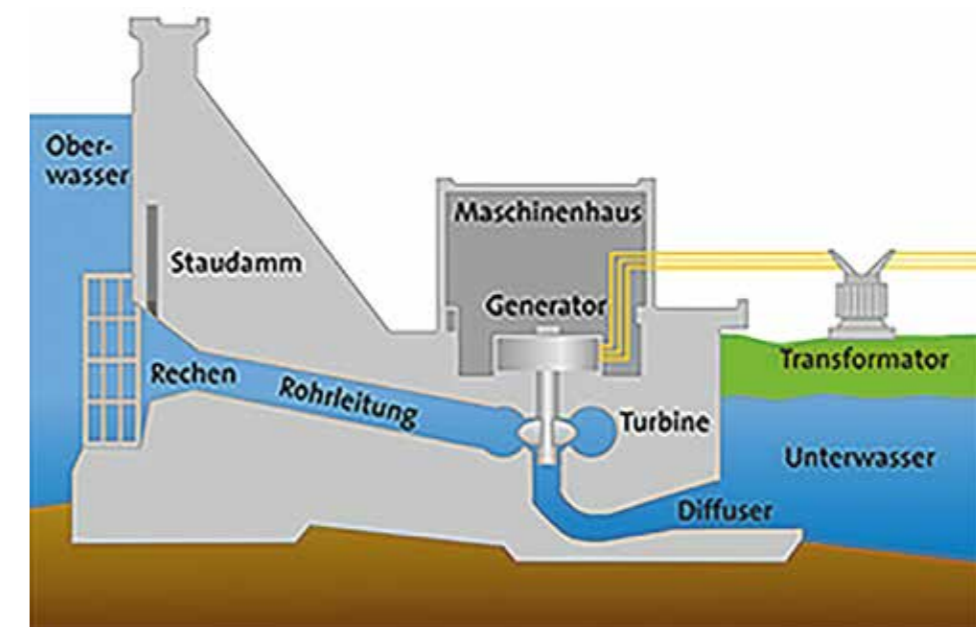 Ober-
wasser
Maschinenhaus
Staudamm
Generator
Transformator
Rechen
Rohrleitung
Turbine
Unterwasser
Diffuser